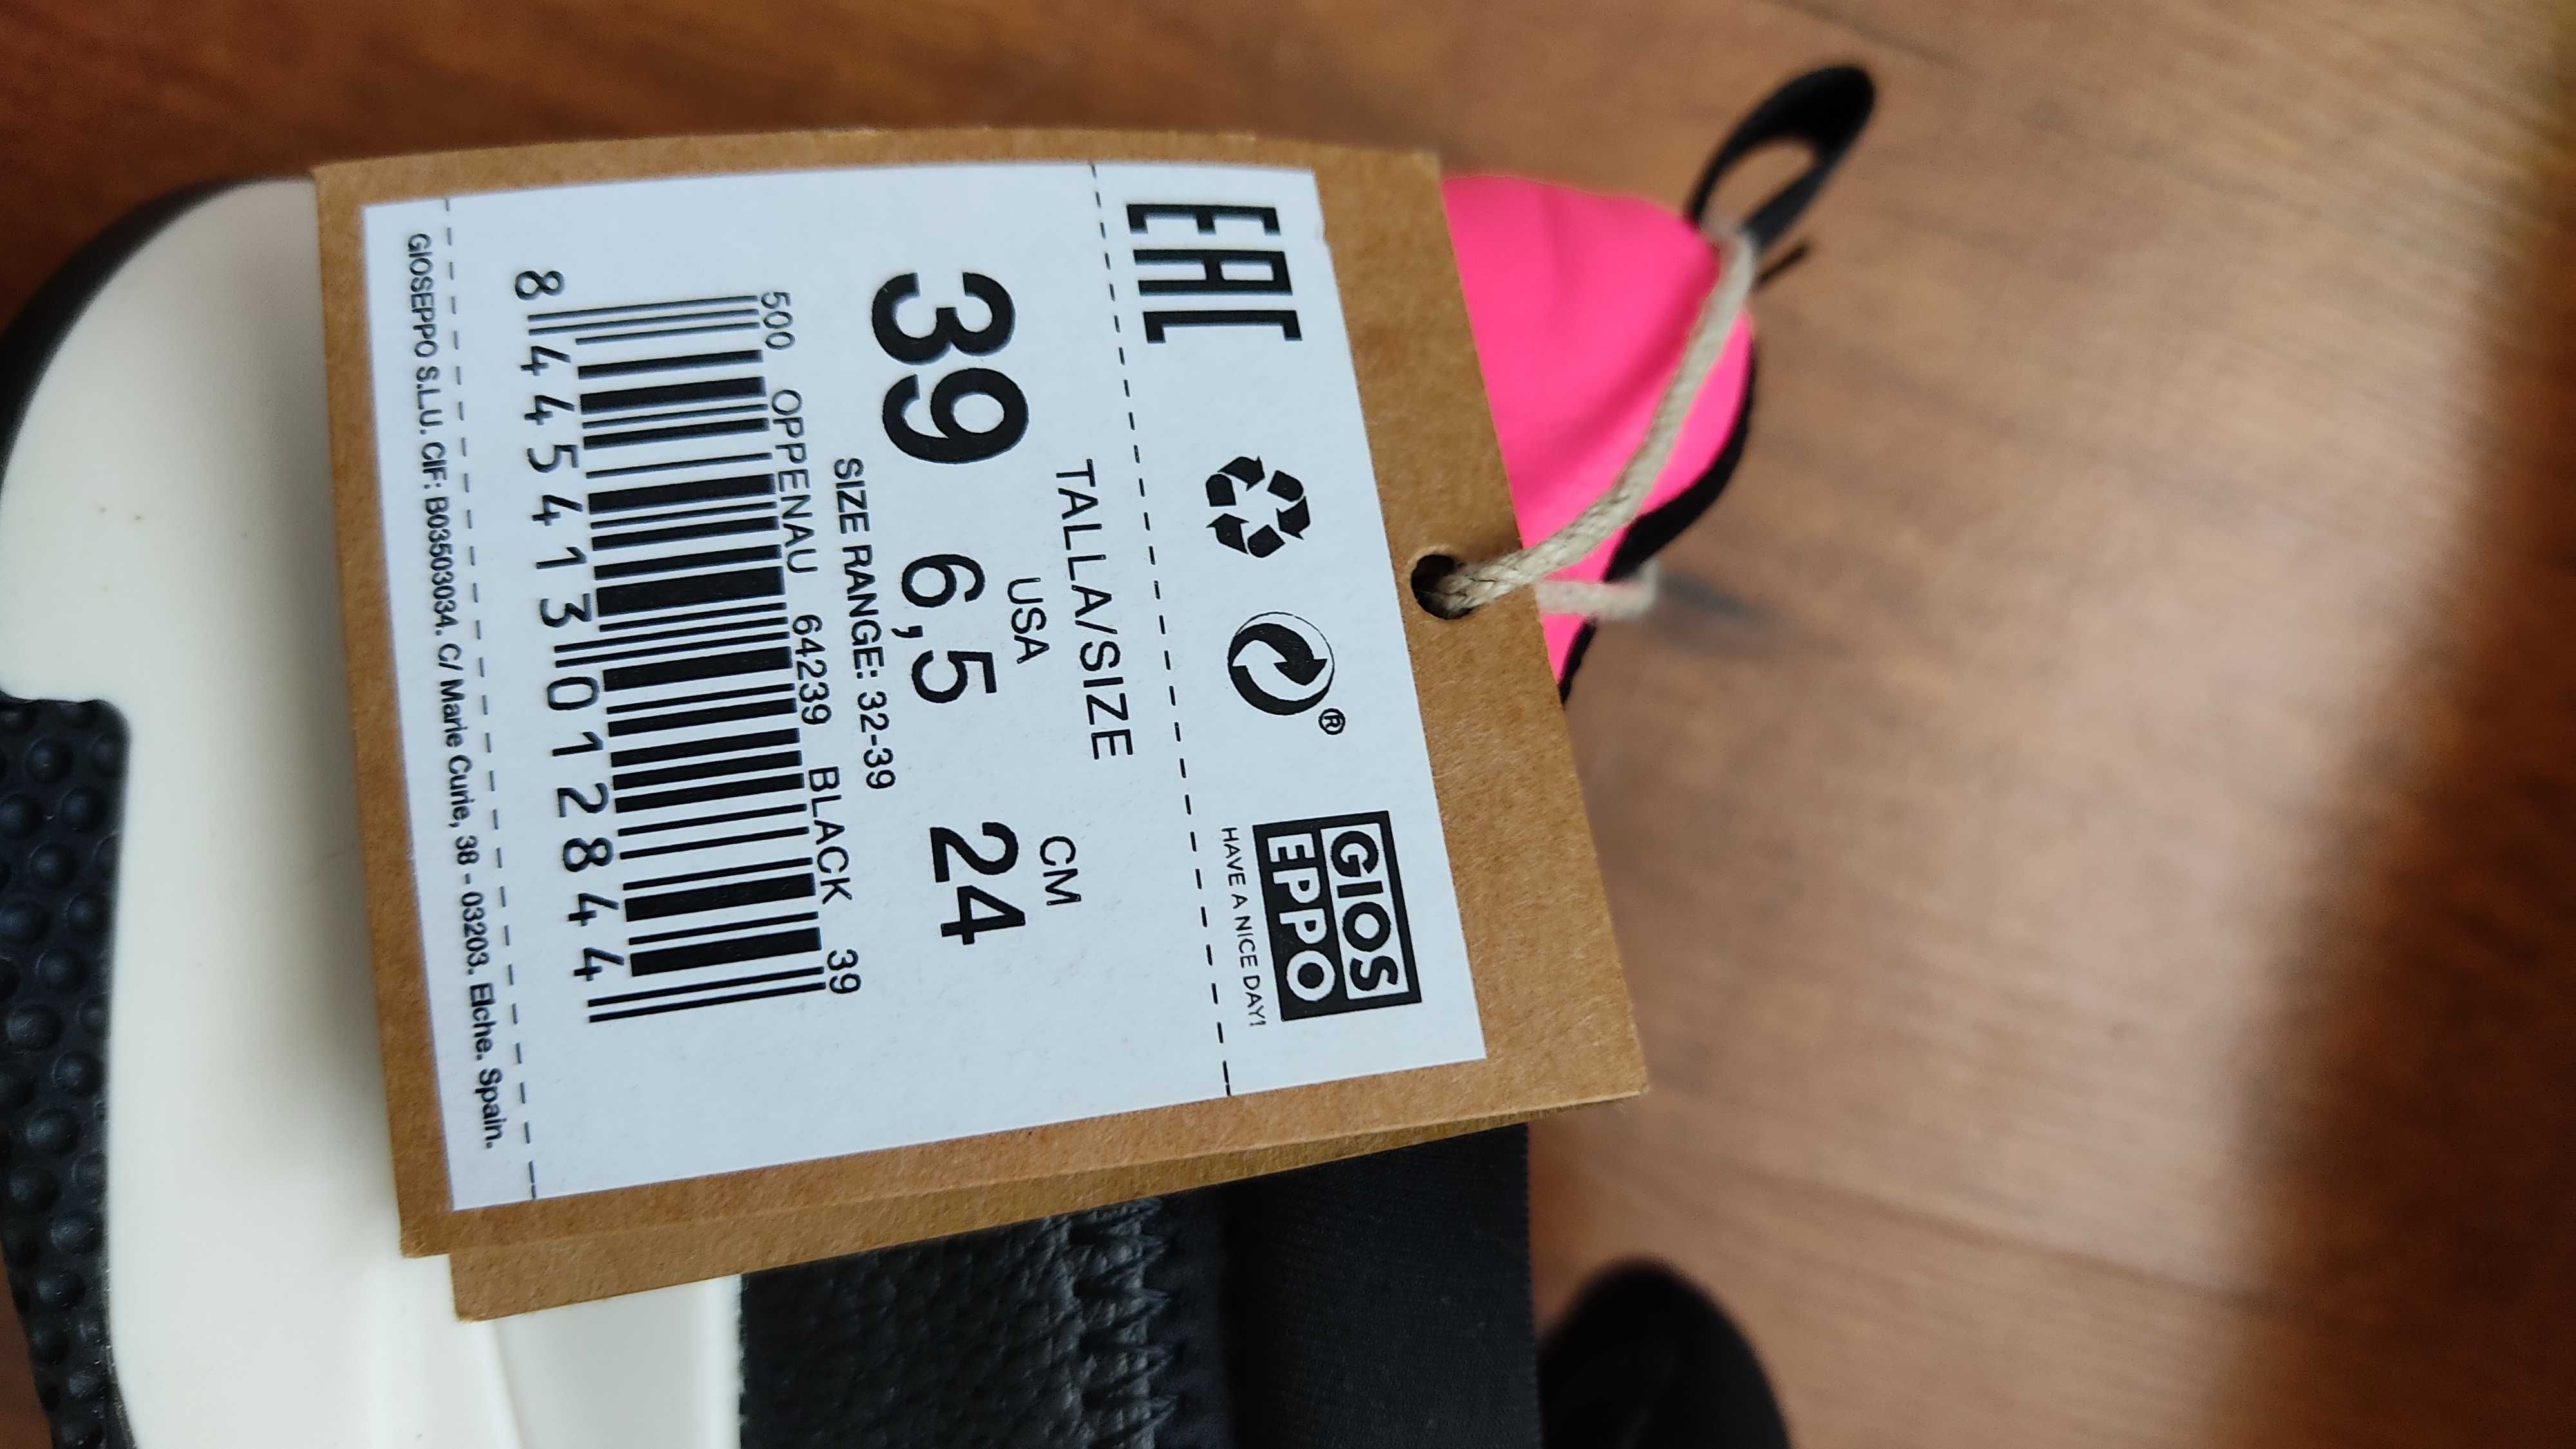 EAC
GIOS
EPPO
HAVE A NICE DAY!
TALLA/SIZE
USA CM
39 6,5 24
SIZE RANGE: 32-39
500 OPPENAU 64239 BLACK 39
8 445413 012844
GIOSEPPO S.L.U. CIF: B03503034. C/ Marie Curie, 38 - 03203. Elche. Spain.